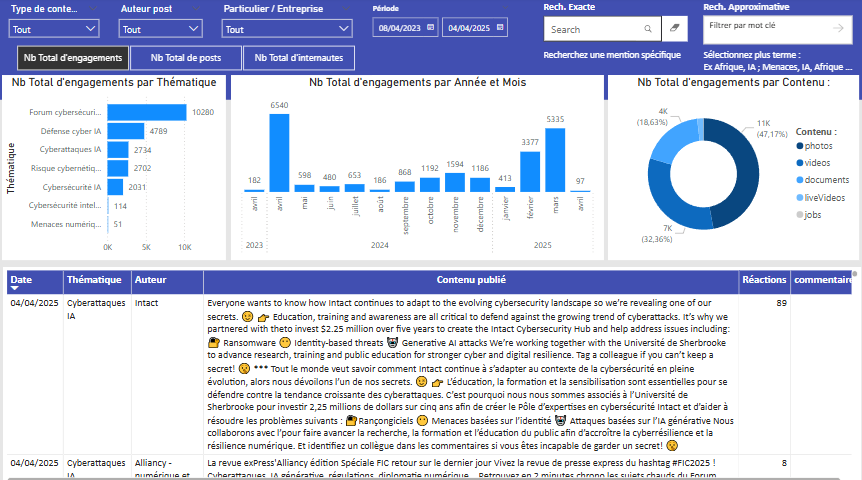 Type de conte...
Auteur post
Particulier / Entreprise
Période
Rech. Exacte
Rech. Approximative
Tout
Tout
Tout
08/04/2023
04/04/2025
Search
Filtrer par mot clé
Nb Total d'engagements
Nb Total de posts
Nb Total d'internautes
Recherchez une mention spécifique
Sélectionnez plus terme :
Ex Afrique, IA ; Menaces, IA, Afrique ...
Nb Total d'engagements par Thématique
Thématique
Forum cybersécuri...
10280
Défense cyber IA
4789
Cyberattaques IA
2734
Risque cybernétiq...
2702
Cybersécurité IA
2031
Cybersécurité intel...
114
Menaces numériq...
51
0K
5K
10K
Nb Total d'engagements par Année et Mois
182
6540
598
480
653
186
868
1192
1594
1186
413
3377
5335
97
avril
avril
mai
juin
juillet
août
septembre
octobre
novembre
décembre
janvier
février
mars
avril
2023
2024
2025
Nb Total d'engagements par Contenu :
4K
(18,63%)
11K
(47,17%)
7K
(32,36%)
Contenu :
photos
videos
documents
liveVideos
jobs
Date
Thématique
Auteur
Contenu publié
Réactions
commentaire
04/04/2025
Cyberattaques
IA
Intact
Everyone wants to know how Intact continues to adapt to the evolving cybersecurity landscape so we're revealing one of our
secrets. 😉 👉 Education, training and awareness are all critical to defend against the growing trend of cyberattacks. It's why we
partnered with theto invest $2.25 million over five years to create the Intact Cybersecurity Hub and help address issues including:
Ransomware Identity-based threats Generative AI attacks We're working together with the Université de Sherbrooke
to advance research, training and public education for stronger cyber and digital resilience. Tag a colleague if you can't keep a
secret! *** Tout le monde veut savoir comment Intact continue à s'adapter au contexte de la cybersécurité en pleine
évolution, alors nous dévoilons l'un de nos secrets. 😉 👉 L'éducation, la formation et la sensibilisation sont essentielles pour se
défendre contre la tendance croissante des cyberattaques. C'est pourquoi nous nous sommes associés à l'Université de
Sherbrooke pour investir 2,25 millions de dollars sur cinq ans afin de créer le Pôle d'expertises en cybersécurité Intact et d'aider à
résoudre les problèmes suivants : Rançongiciels Menaces basées sur l'identité Attaques basées sur l'IA générative Nous
collaborons avec l'pour faire avancer la recherche, la formation et l'éducation du public afin d'accroître la cyberrésilience et la
résilience numérique. Et identifiez un collègue dans les commentaires si vous êtes incapable de garder un secret!
89
04/04/2025
Cyberattaques
IA
Alliancy -
numérique et
La revue exPress'Alliancy édition Spéciale FIC retour sur le dernier jour Vivez la revue de presse express du hashtag #FIC2025 !
Cyberattaques, IA générative, régulations, diplomatie numérique... Retrouvez en 2 minutes chrono les sujets chauds du Forum
8